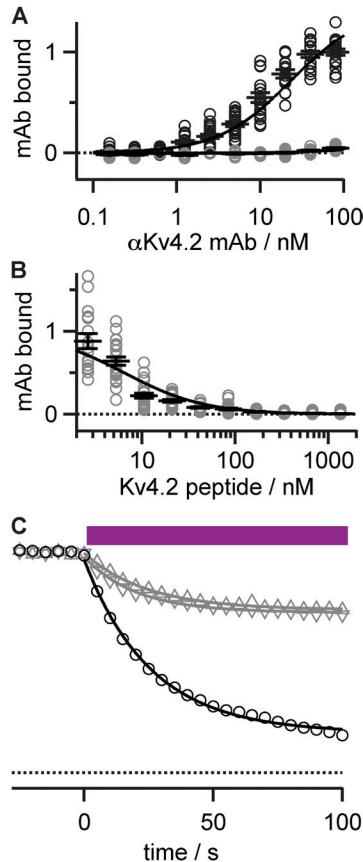 A
mAb bound
1
0
0.1
1
10
100
αKv4.2 mAb / nM
B
mAb bound
1
0
10
100
1000
Kv4.2 peptide / nM
C
0
50
100
time / s